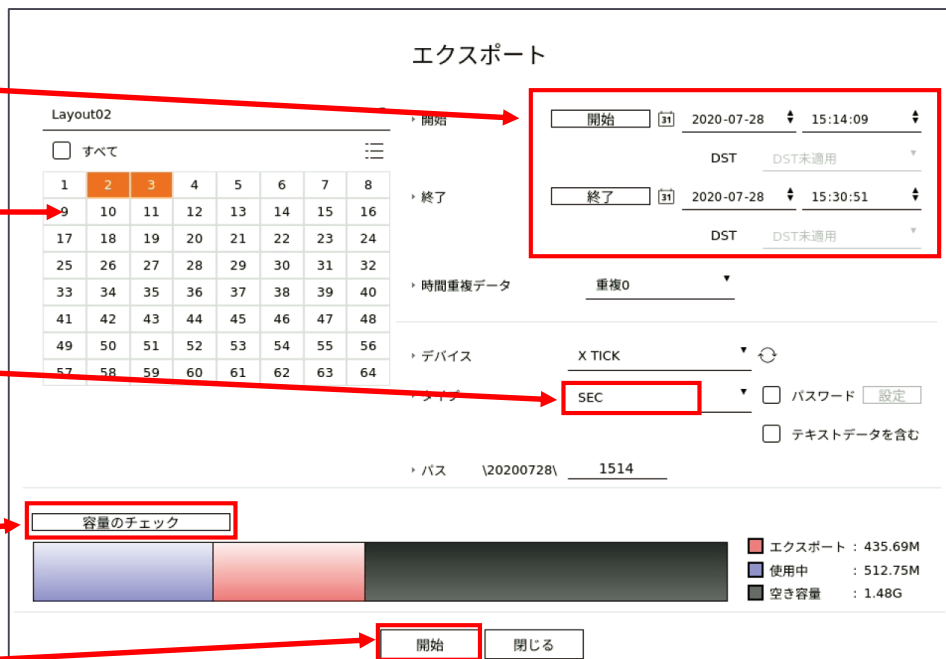 エクスポート
Layout02
すべて
1 2 3 4 5 6 7 8
9 10 11 12 13 14 15 16
17 18 19 20 21 22 23 24
25 26 27 28 29 30 31 32
33 34 35 36 37 38 39 40
41 42 43 44 45 46 47 48
49 50 51 52 53 54 55 56
57 58 59 60 61 62 63 64
開始 開始 31 2020-07-28 15:14:09
DST DST未適用
終了 終了 31 2020-07-28 15:30:51
DST DST未適用
時間重複データ 重複0
デバイス X TICK
タイプ SEC パスワード 設定
テキストデータを含む
パス \20200728\ 1514
容量のチェック
エクスポート : 435.69M
使用中 : 512.75M
空き容量 : 1.48G
開始 閉じる